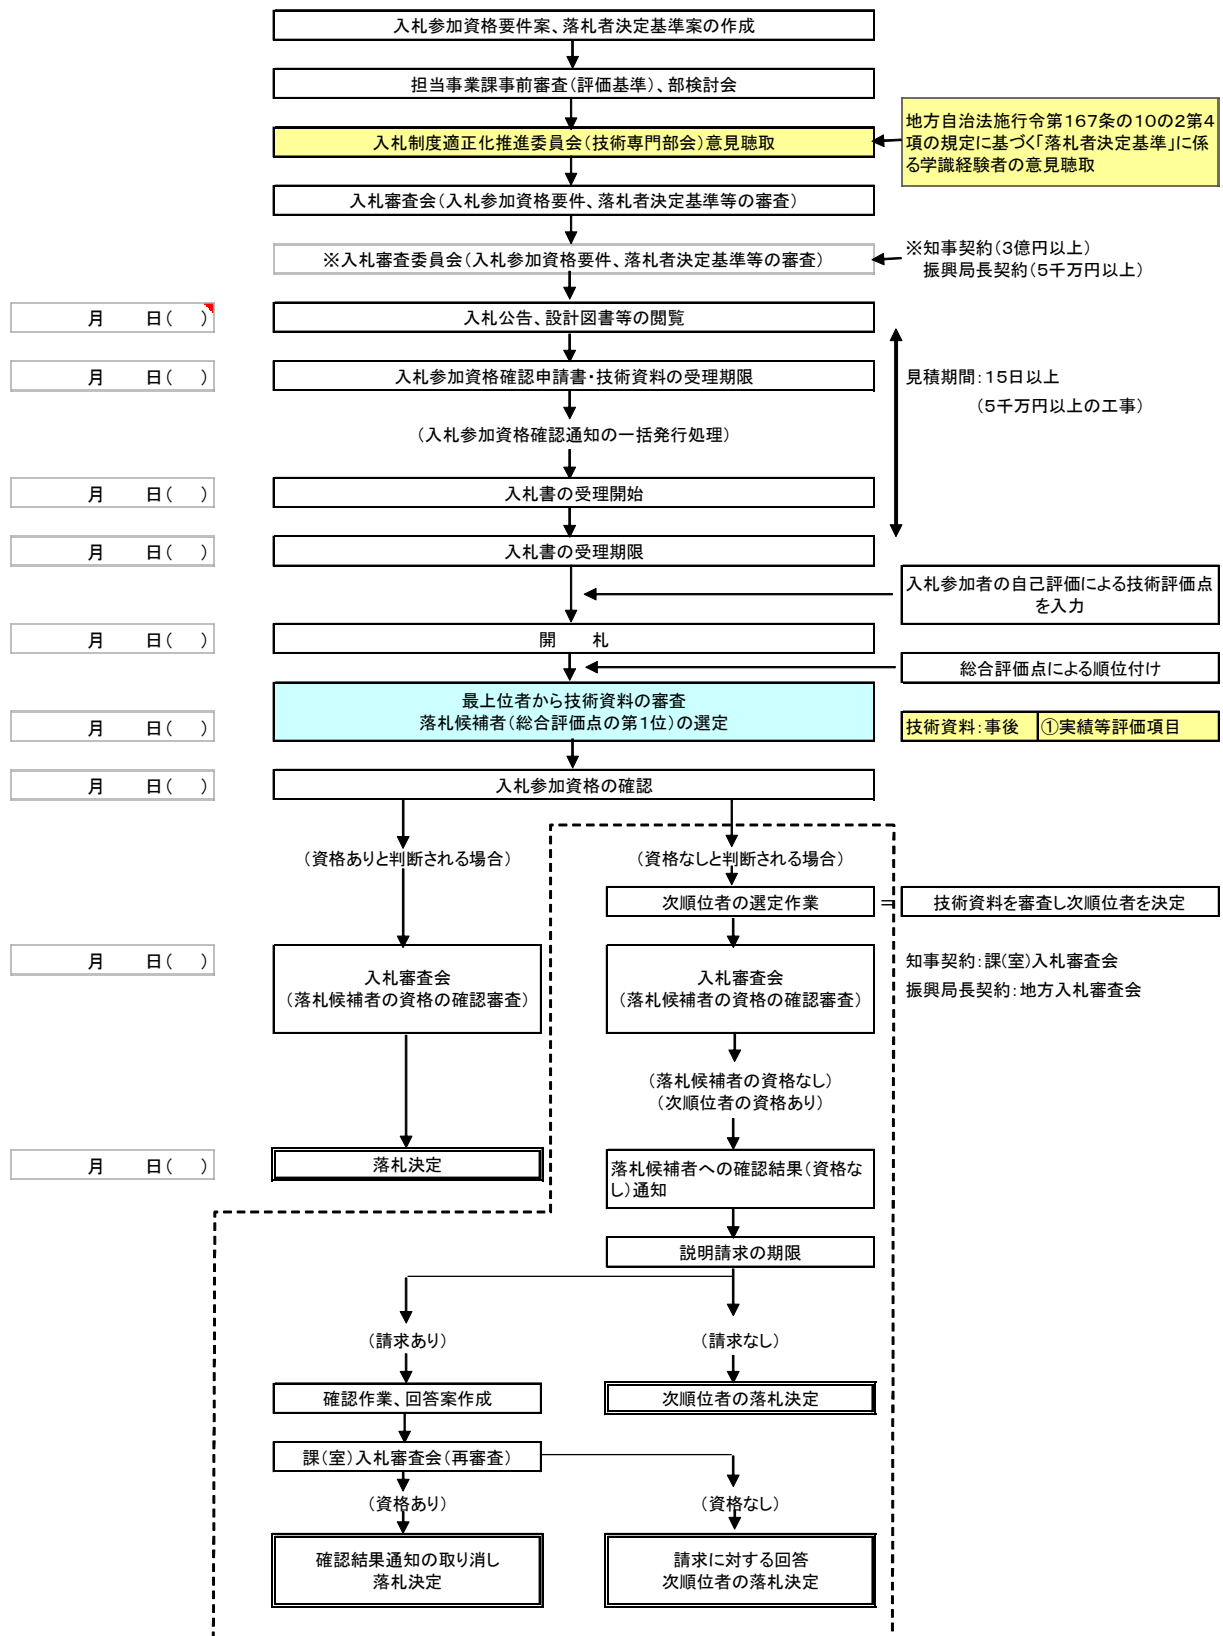 入札参加資格要件案、落札者決定基準案の作成
担当事業課事前審査(評価基準)、部検討会
入札制度適正化推進委員会(技術専門部会)意見聴取
地方自治法施行令第167条の10の2第4
項の規定に基づく「落札者決定基準」に係
る学識経験者の意見聴取
入札審査会(入札参加資格要件、落札者決定基準等の審査)
※入札審査委員会(入札参加資格要件、落札者決定基準等の審査)
※知事契約(3億円以上)
振興局長契約(5千万円以上)
月 日( )
入札公告、設計図書等の閲覧
月 日( )
入札参加資格確認申請書・技術資料の受理期限
見積期間:15日以上
(5千万円以上の工事)
(入札参加資格確認通知の一括発行処理)
月 日( )
入札書の受理開始
月 日( )
入札書の受理期限
入札参加者の自己評価による技術評価点
を入力
月 日( )
開 札
総合評価点による順位付け
最上位者から技術資料の審査
落札候補者(総合評価点の第1位)の選定
月 日( )
技術資料:事後 ①実績等評価項目
月 日( )
入札参加資格の確認
(資格ありと判断される場合)
(資格なしと判断される場合)
次順位者の選定作業
=
技術資料を審査し次順位者を決定
月 日( )
入札審査会
(落札候補者の資格の確認審査)
入札審査会
(落札候補者の資格の確認審査)
知事契約:課(室)入札審査会
振興局長契約:地方入札審査会
(落札候補者の資格なし)
(次順位者の資格あり)
月 日( )
落札決定
落札候補者への確認結果(資格な
し)通知
説明請求の期限
(請求あり)
(請求なし)
確認作業、回答案作成
次順位者の落札決定
課(室)入札審査会(再審査)
(資格あり)
(資格なし)
確認結果通知の取り消し
落札決定
請求に対する回答
次順位者の落札決定